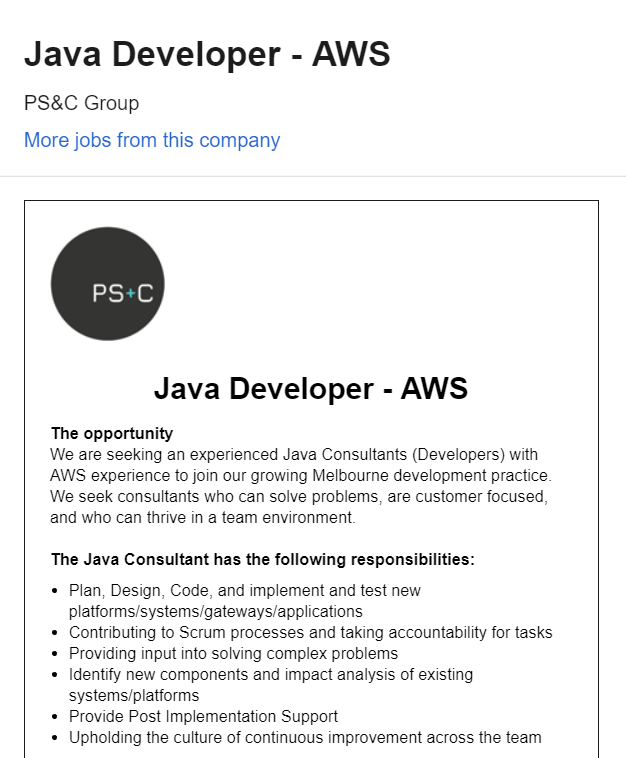 Java Developer - AWS
PS&C Group
More jobs from this company
PS+C
Java Developer - AWS
The opportunity
We are seeking an experienced Java Consultants (Developers) with
AWS experience to join our growing Melbourne development practice.
We seek consultants who can solve problems, are customer focused,
and who can thrive in a team environment.
The Java Consultant has the following responsibilities:
• Plan, Design, Code, and implement and test new
platforms/systems/gateways/applications
• Contributing to Scrum processes and taking accountability for tasks
• Providing input into solving complex problems
• Identify new components and impact analysis of existing
systems/platforms
• Provide Post Implementation Support
• Upholding the culture of continuous improvement across the team